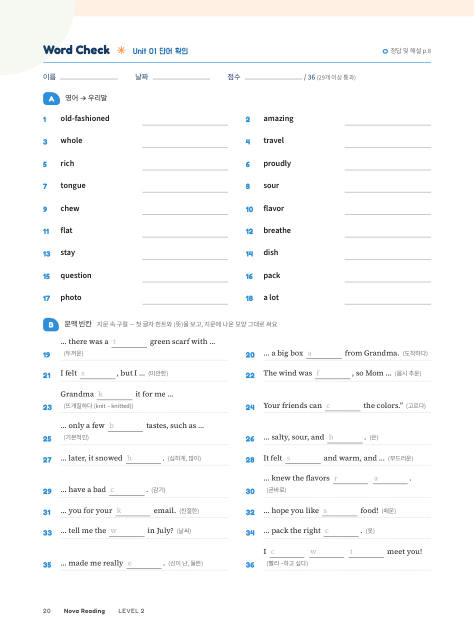 Word Check ✳ Unit 01 단어 확인
정답 및 해설 p.8
이름 날짜 점수 / 36 (29개 이상 통과)
A 영어 → 우리말
1 old-fashioned 2 amazing
3 whole 4 travel
5 rich 6 proudly
7 tongue 8 sour
9 chew 10 flavor
11 flat 12 breathe
13 stay 14 dish
15 question 16 pack
17 photo 18 a lot
B 문맥 빈칸 지문 속 구절 — 첫 글자 힌트와 (뜻)을 보고, 지문에 나온 모양 그대로 써요
... there was a t green scarf with ...
19 (두꺼운) 20 ... a big box a from Grandma. (도착하다)
21 I felt s , but I ... (미안한) 22 The wind was f , so Mom ... (몹시 추운)
Grandma k it for me ...
23 (뜨개질하다 (knit - knitted)) 24 Your friends can c the colors." (고르다)
... only a few b tastes, such as ...
25 (기본적인) 26 ... salty, sour, and b . (쓴)
27 ... later, it snowed h . (심하게, 많이) 28 It felt s and warm, and ... (부드러운)
... knew the flavors r a .
29 ... have a bad c . (감기) 30 (곧바로)
31 ... you for your k email. (친절한) 32 ... hope you like s food! (매운)
33 ... tell me the w in July? (날씨) 34 ... pack the right c . (옷)
I c w t meet you!
35 ... made me really e . (신이 난, 들뜬) 36 (빨리 ~하고 싶다)
20 Nova Reading LEVEL 2